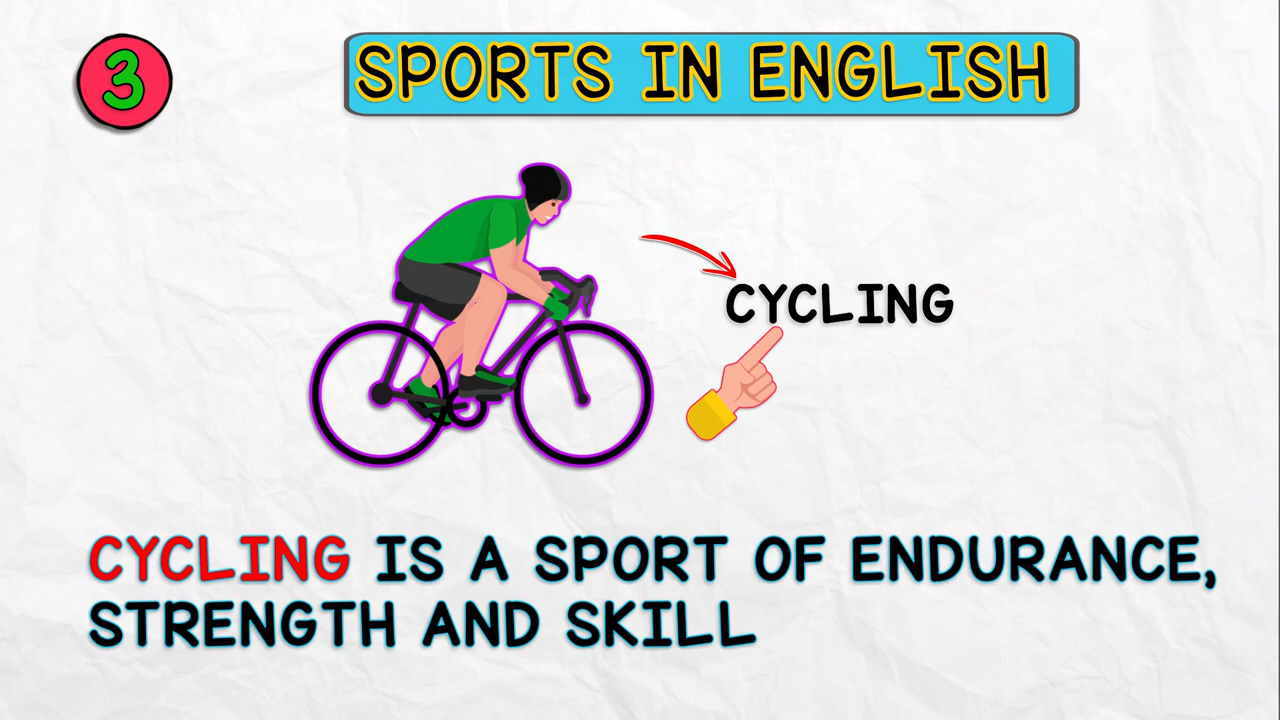 3
SPORTS IN ENGLISH
CYCLING
CYCLING IS A SPORT OF ENDURANCE,
STRENGTH AND SKILL